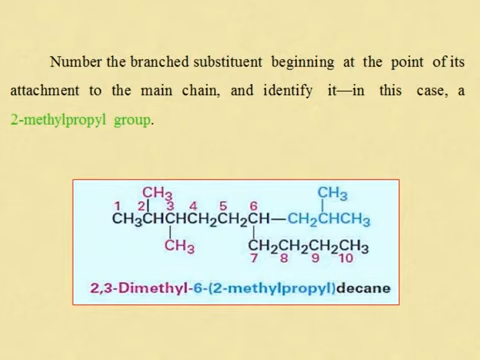 Number the branched substituent beginning at the point of its
attachment to the main chain, and identify it—in this case, a
2-methylpropyl group.
CH₃ CH₃
1 2 3 4 5 6
CH₃CHCHCH₂CH₂CH—CH₂CHCH₃
CH₃ CH₂CH₂CH₂CH₃
7 8 9 10
2,3-Dimethyl-6-(2-methylpropyl)decane